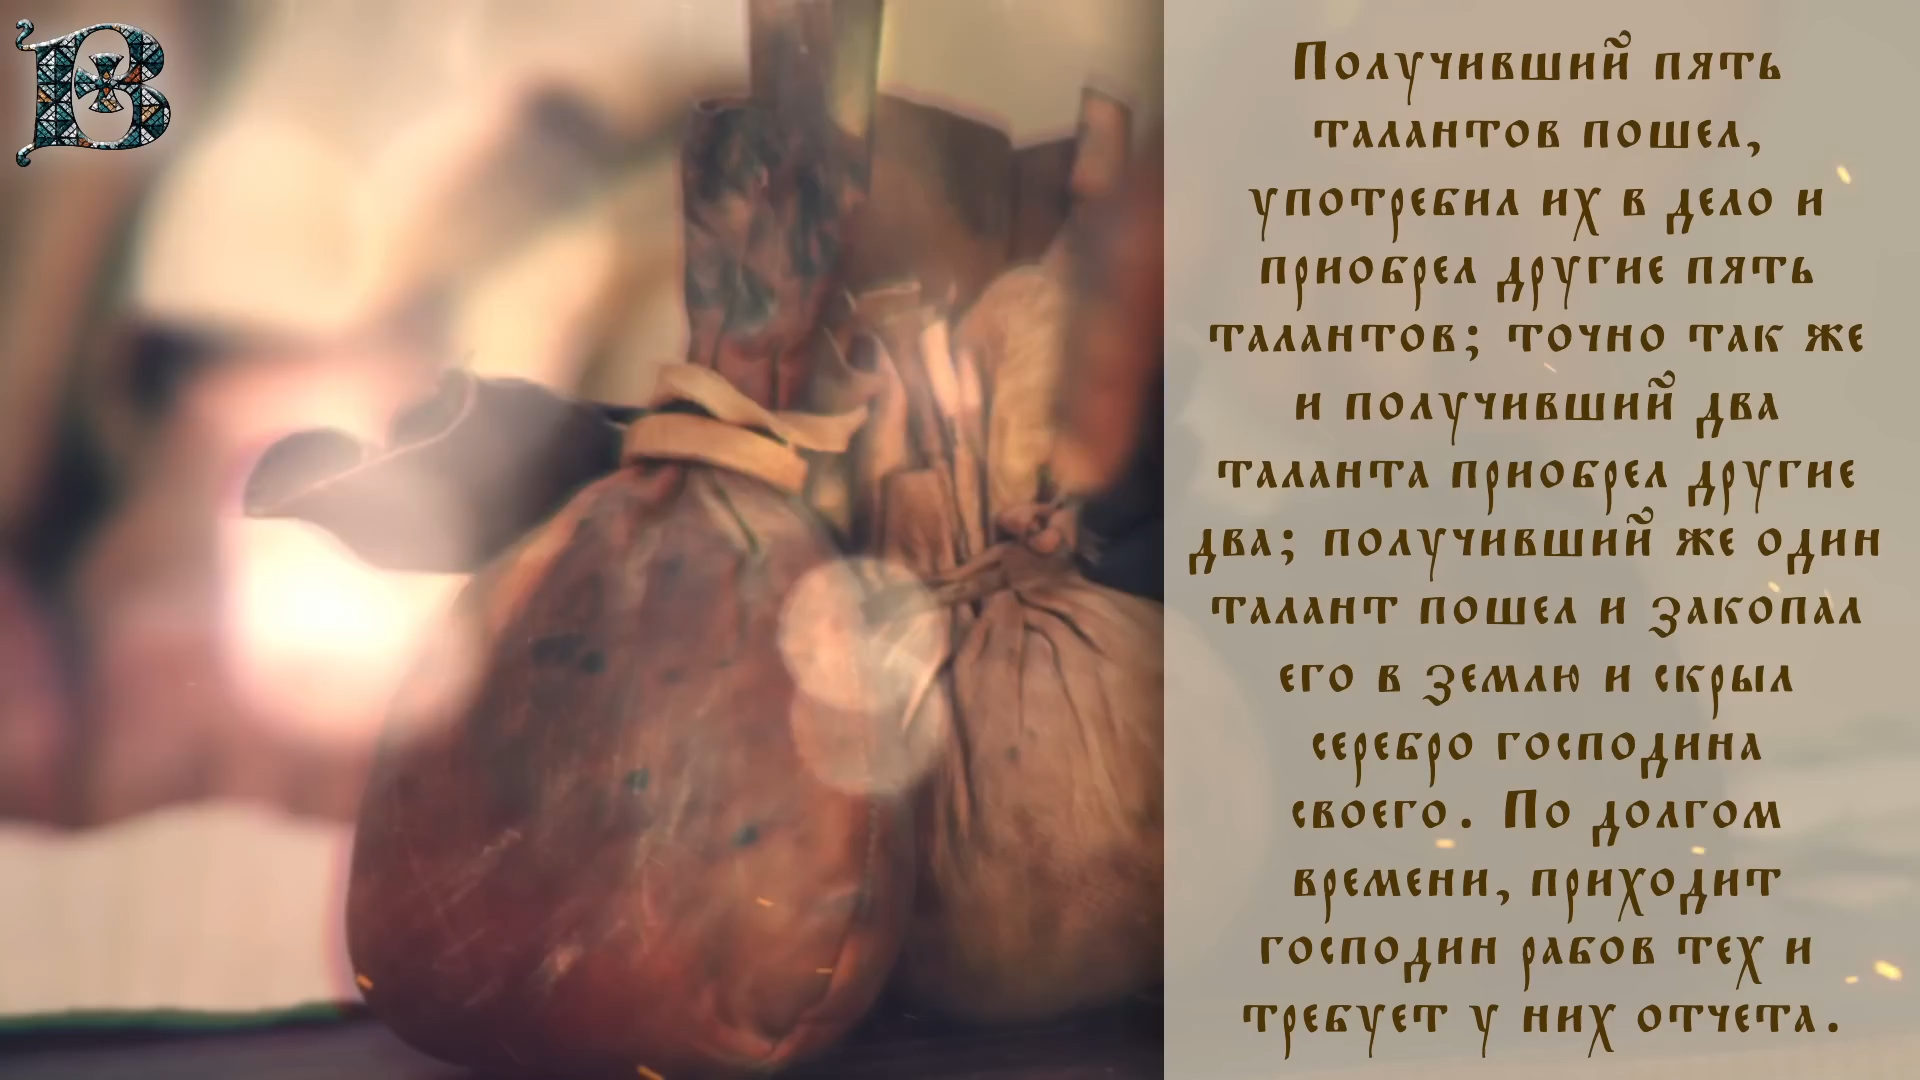 В
Получивший пять
талантов пошел,
употребил их в дело и
приобрел другие пять
талантов; точно так же
и получивший два
таланта приобрел другие
два; получивший же один
талант пошел и закопал
его в землю и скрыл
серебро господина
своего. По долгом
времени, приходит
господин рабов тех и
требует у них отчета.